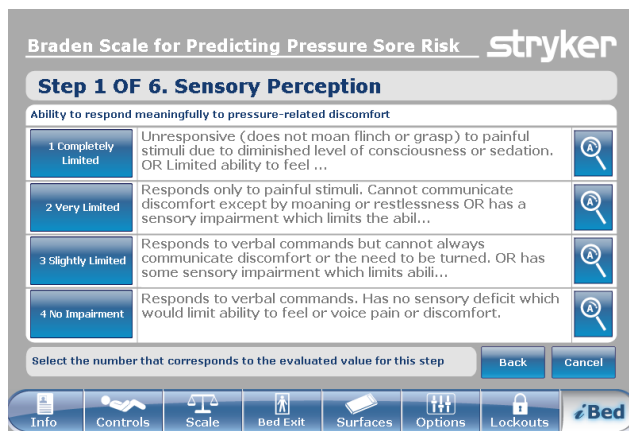 Braden Scale for Predicting Pressure Sore Risk
stryker
Step 1 OF 6. Sensory Perception
Ability to respond meaningfully to pressure-related discomfort
1 Completely
Limited
Unresponsive (does not moan flinch or grasp) to painful
stimuli due to diminished level of consciousness or sedation.
OR Limited ability to feel ...
A
2 Very Limited
Responds only to painful stimuli. Cannot communicate
discomfort except by moaning or restlessness OR has a
sensory impairment which limits the abil...
A
3 Slightly Limited
Responds to verbal commands but cannot always
communicate discomfort or the need to be turned. OR has
some sensory impairment which limits abili...
A
4 No Impairment
Responds to verbal commands. Has no sensory deficit which
would limit ability to feel or voice pain or discomfort.
A
Select the number that corresponds to the evaluated value for this step
Back
Cancel
Info
Controls
Scale
Bed Exit
Surfaces
Options
Lockouts
iBed